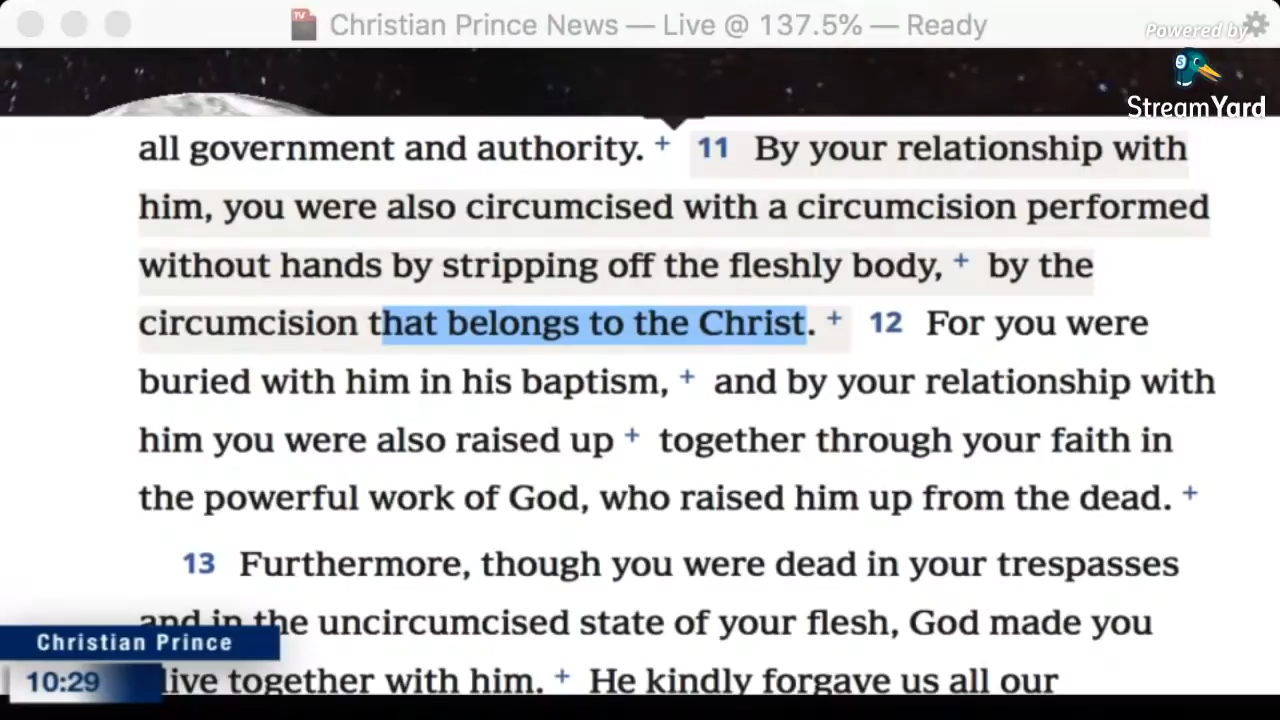 Christian Prince News — Live @ 137.5% — Ready
Powered by
StreamYard
all government and authority. + 11 By your relationship with
him, you were also circumcised with a circumcision performed
without hands by stripping off the fleshly body, + by the
circumcision that belongs to the Christ. + 12 For you were
buried with him in his baptism, + and by your relationship with
him you were also raised up + together through your faith in
the powerful work of God, who raised him up from the dead. +
13 Furthermore, though you were dead in your trespasses
and in the uncircumcised state of your flesh, God made you
Christian Prince
live together with him. + He kindly forgave us all our
10:29